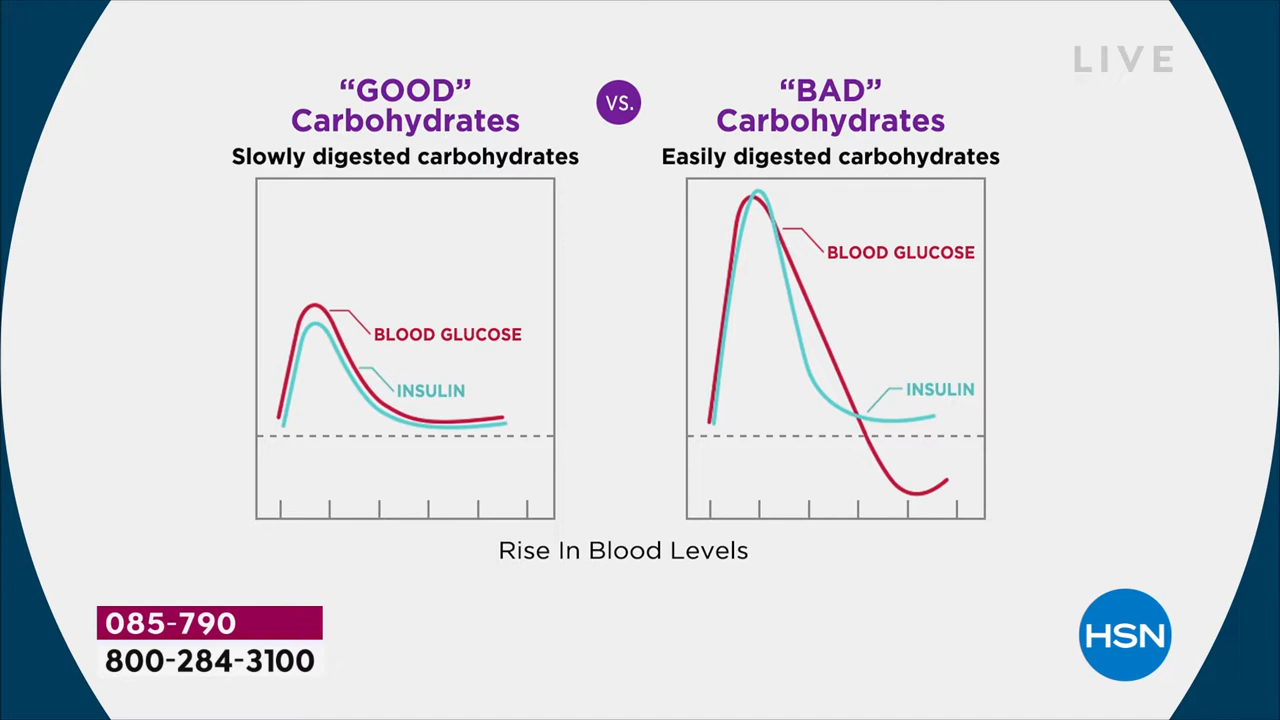 LIVE
“GOOD”
Carbohydrates
Slowly digested carbohydrates
VS.
“BAD”
Carbohydrates
Easily digested carbohydrates
BLOOD GLUCOSE
INSULIN
BLOOD GLUCOSE
INSULIN
Rise In Blood Levels
085-790
800-284-3100
HSN